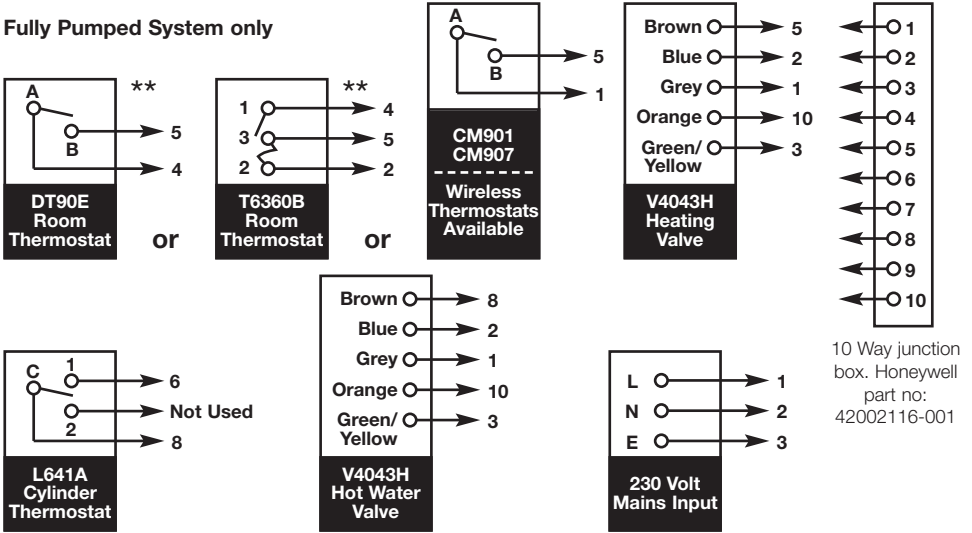 Fully Pumped System only
A
B
**
5
4
DT90E
Room
Thermostat
or
1
3
2
**
4
5
2
T6360B
Room
Thermostat
or
A
B
5
1
CM901
CM907
Wireless
Thermostats
Available
Brown 5
Blue 2
Grey 1
Orange 10
Green/
Yellow 3
V4043H
Heating
Valve
1
2
3
4
5
6
7
8
9
10
10 Way junction
box. Honeywell
part no:
42002116-001
C
1
2
6
Not Used
8
L641A
Cylinder
Thermostat
Brown 8
Blue 2
Grey 1
Orange 10
Green/
Yellow 3
V4043H
Hot Water
Valve
L 1
N 2
E 3
230 Volt
Mains Input